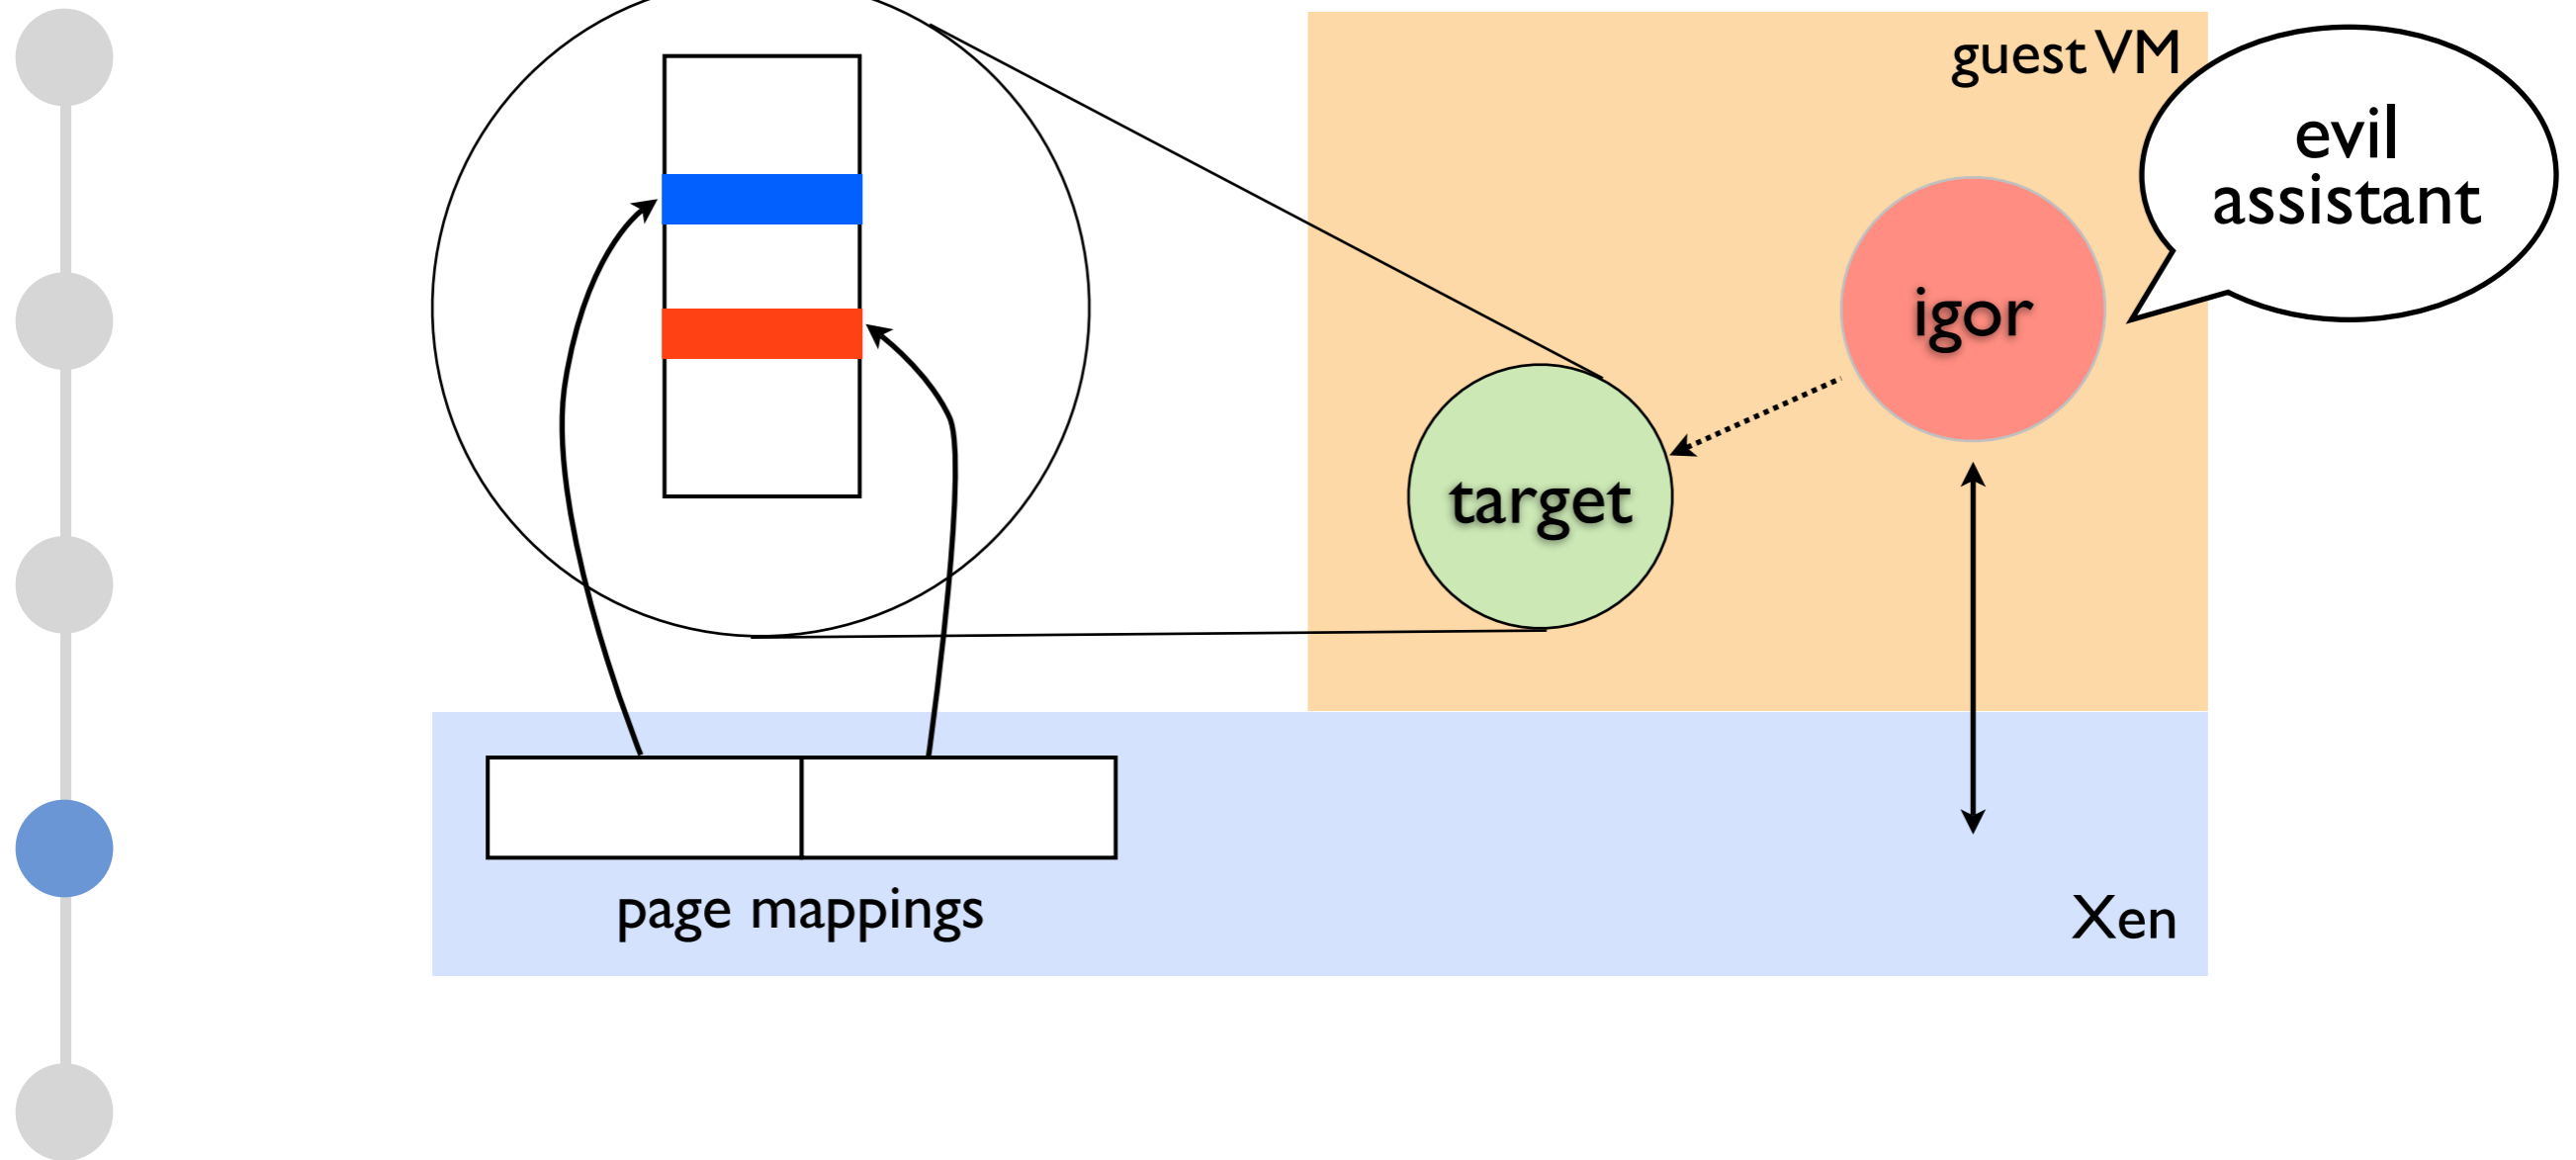 guest VM
evil
assistant
igor
target
page mappings
Xen